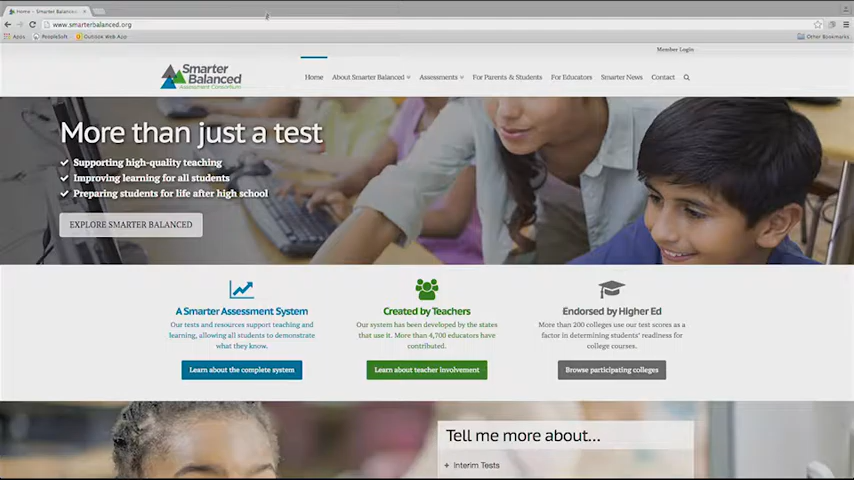 Home - Smarter Balanced
www.smarterbalanced.org
Apps
PeopleSoft
Outlook Web App
Other Bookmarks
Member Login
Smarter
Balanced
Assessment Consortium
Home
About Smarter Balanced
Assessments
For Parents & Students
For Educators
Smarter News
Contact
More than just a test
Supporting high-quality teaching
Improving learning for all students
Preparing students for life after high school
EXPLORE SMARTER BALANCED
A Smarter Assessment System
Our tests and resources support teaching and
learning, allowing all students to demonstrate
what they know.
Learn about the complete system
Created by Teachers
Our system has been developed by the states
that use it. More than 4,700 educators have
contributed.
Learn about teacher involvement
Endorsed by Higher Ed
More than 200 colleges use our test scores as a
factor in determining students' readiness for
college courses.
Browse participating colleges
Tell me more about...
+ Interim Tests